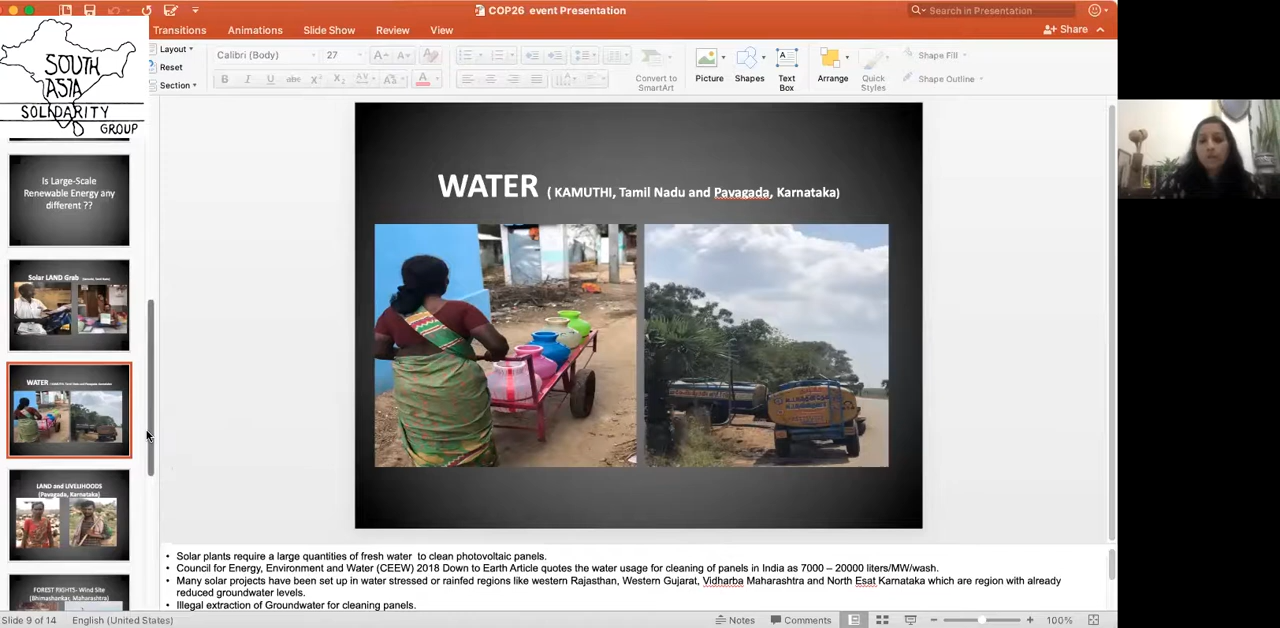 COP26 event Presentation
Search in Presentation
Transitions
Animations
Slide Show
Review
View
Share
SOUTH
ASIA
SOLIDARITY
GROUP
Layout
Reset
Section
Calibri (Body)
27
Convert to
SmartArt
Picture
Shapes
Text
Box
Arrange
Quick
Styles
Shape Fill
Shape Outline
Is Large-Scale
Renewable Energy any
different ??
Solar LAND Grab
WATER
LAND and LIVELIHOODS
(Pavagada, Karnataka)
FOREST RIGHTS- Wind Site
(Bhimashankar, Maharashtra)
WATER ( KAMUTHI, Tamil Nadu and Pavagada, Karnataka)
• Solar plants require a large quantities of fresh water to clean photovoltaic panels.
• Council for Energy, Environment and Water (CEEW) 2018 Down to Earth Article quotes the water usage for cleaning of panels in India as 7000 – 20000 liters/MW/wash.
• Many solar projects have been set up in water stressed or rainfed regions like western Rajasthan, Western Gujarat, Vidharba Maharashtra and North Esat Karnataka which are region with already
reduced groundwater levels.
• Illegal extraction of Groundwater for cleaning panels.
Slide 9 of 14
English (United States)
Notes
Comments
100%